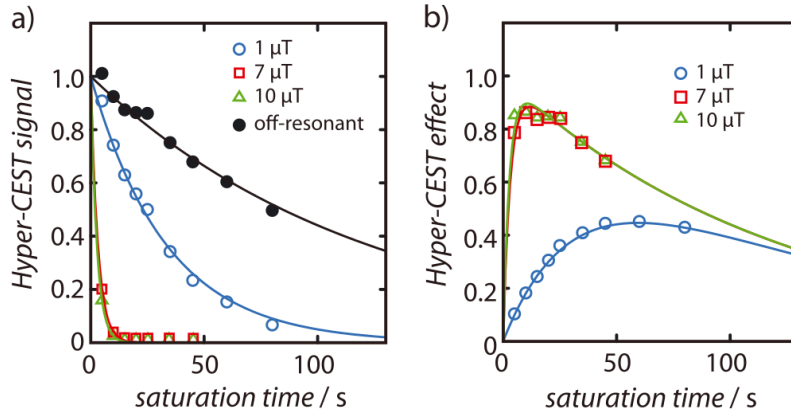 a)
Hyper-CEST signal
1.0
0.8
0.6
0.4
0.2
0
0
50
100
saturation time / s
1 μT
7 μT
10 μT
off-resonant
b)
Hyper-CEST effect
1.0
0.8
0.6
0.4
0.2
0
0
50
100
saturation time / s
1 μT
7 μT
10 μT